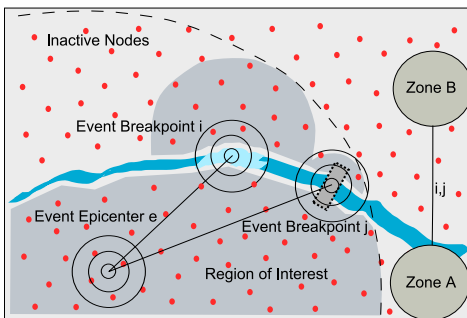 Inactive Nodes
Zone B
Event Breakpoint i
i,j
Event Epicenter e
Event Breakpoint j
Region of Interest
Zone A